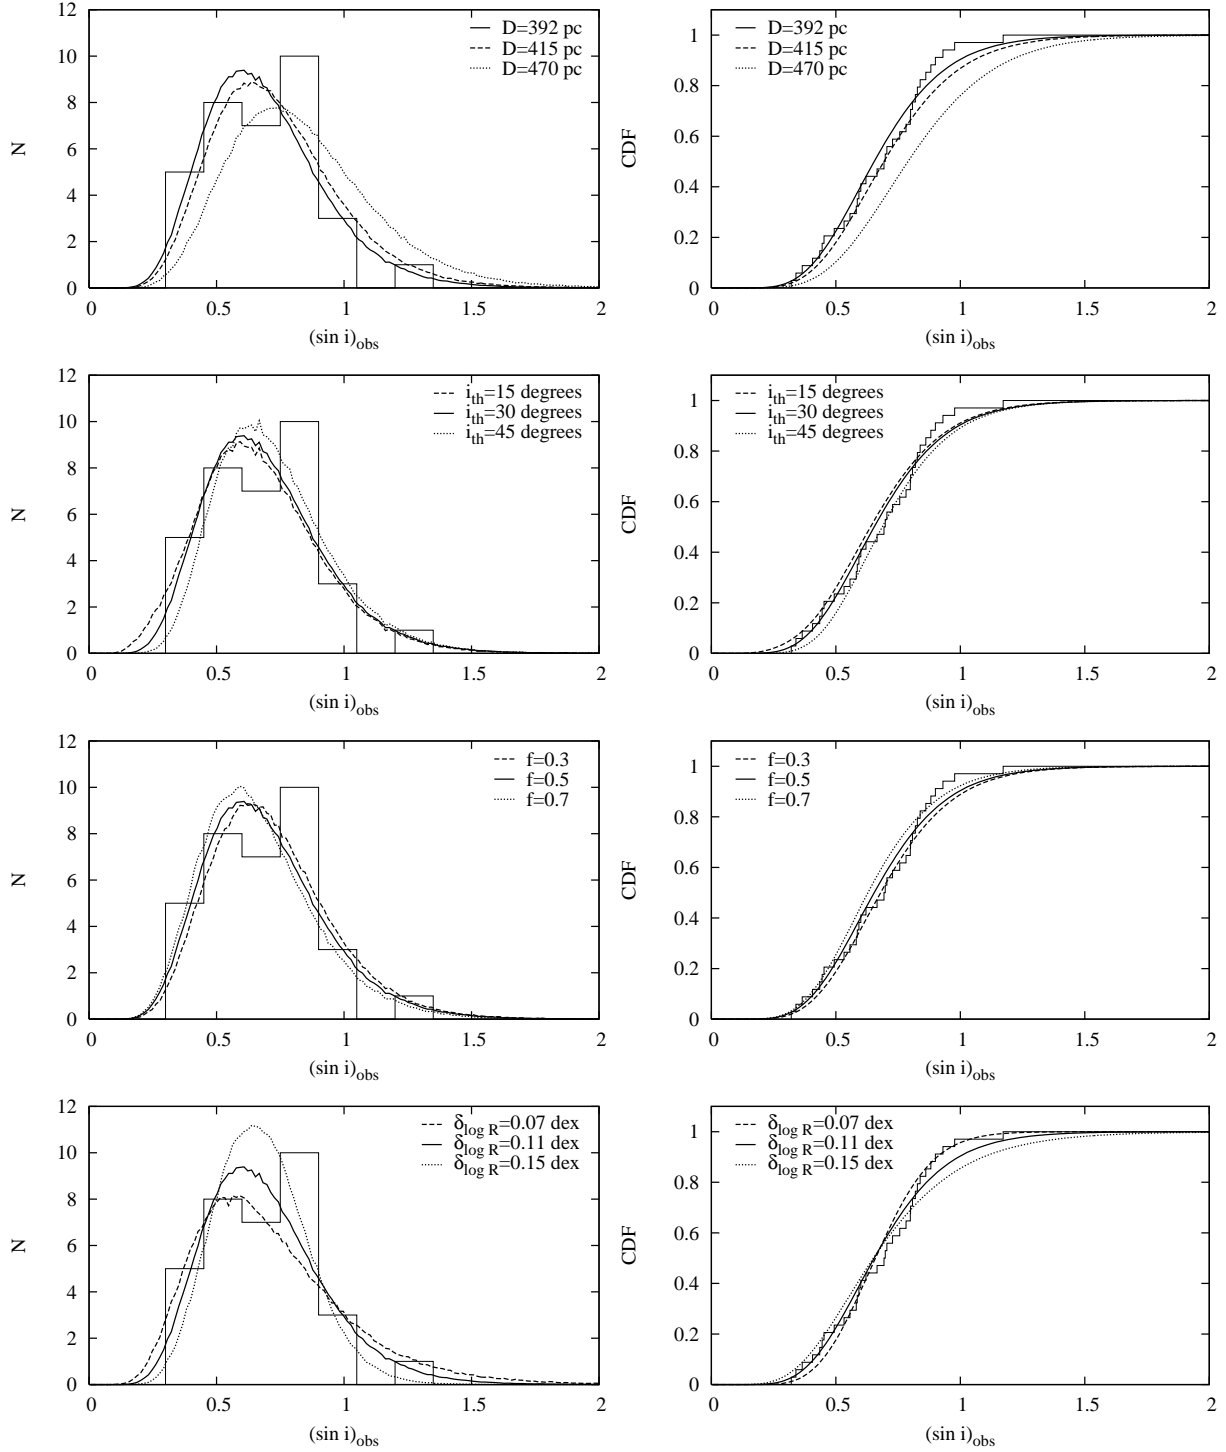 12
10
8
6
4
2
0
N
D=392 pc
D=415 pc
D=470 pc
0 0.5 1 1.5 2
(sin i)obs
1
0.8
0.6
0.4
0.2
0
CDF
D=392 pc
D=415 pc
D=470 pc
0 0.5 1 1.5 2
(sin i)obs
12
10
8
6
4
2
0
N
ith=15 degrees
ith=30 degrees
ith=45 degrees
0 0.5 1 1.5 2
(sin i)obs
1
0.8
0.6
0.4
0.2
0
CDF
ith=15 degrees
ith=30 degrees
ith=45 degrees
0 0.5 1 1.5 2
(sin i)obs
12
10
8
6
4
2
0
N
f=0.3
f=0.5
f=0.7
0 0.5 1 1.5 2
(sin i)obs
1
0.8
0.6
0.4
0.2
0
CDF
f=0.3
f=0.5
f=0.7
0 0.5 1 1.5 2
(sin i)obs
12
10
8
6
4
2
0
N
δlog R=0.07 dex
δlog R=0.11 dex
δlog R=0.15 dex
0 0.5 1 1.5 2
(sin i)obs
1
0.8
0.6
0.4
0.2
0
CDF
δlog R=0.07 dex
δlog R=0.11 dex
δlog R=0.15 dex
0 0.5 1 1.5 2
(sin i)obs